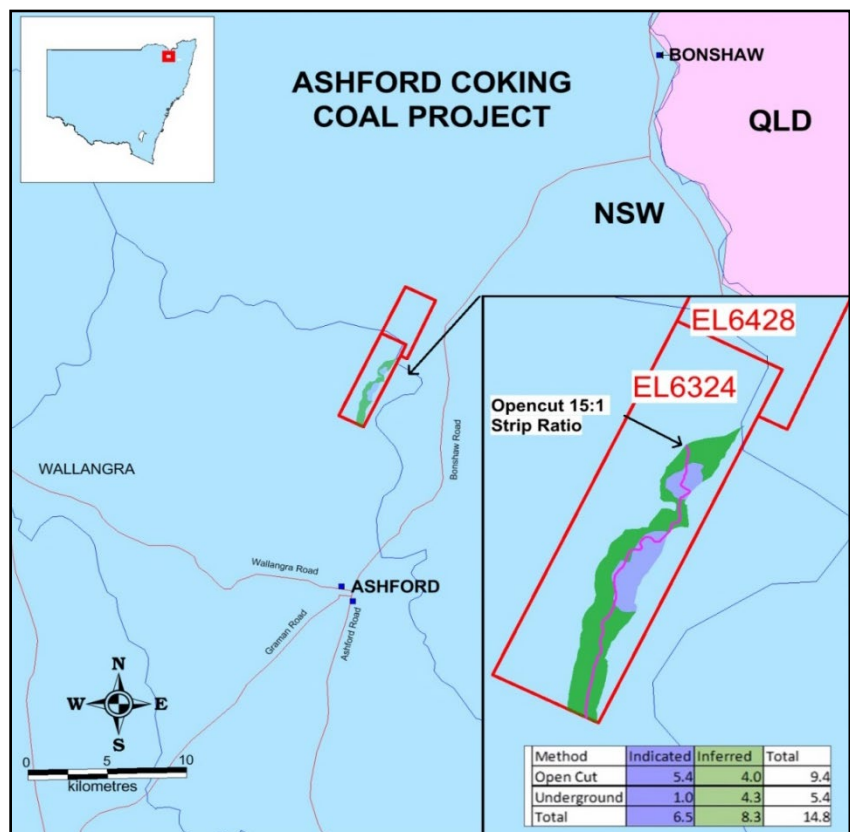 ASHFORD COKING
COAL PROJECT
BONSHAW
QLD
NSW
EL6428
EL6324
Opencut 15:1
Strip Ratio
Bonshaw Road
WALLANGRA
Wallangra Road
ASHFORD
Graman Road
Ashford Road
N
W E
S
0 5 10
kilometres
Method Indicated Inferred Total
Open Cut 5.4 4.0 9.4
Underground 1.0 4.3 5.4
Total 6.5 8.3 14.8